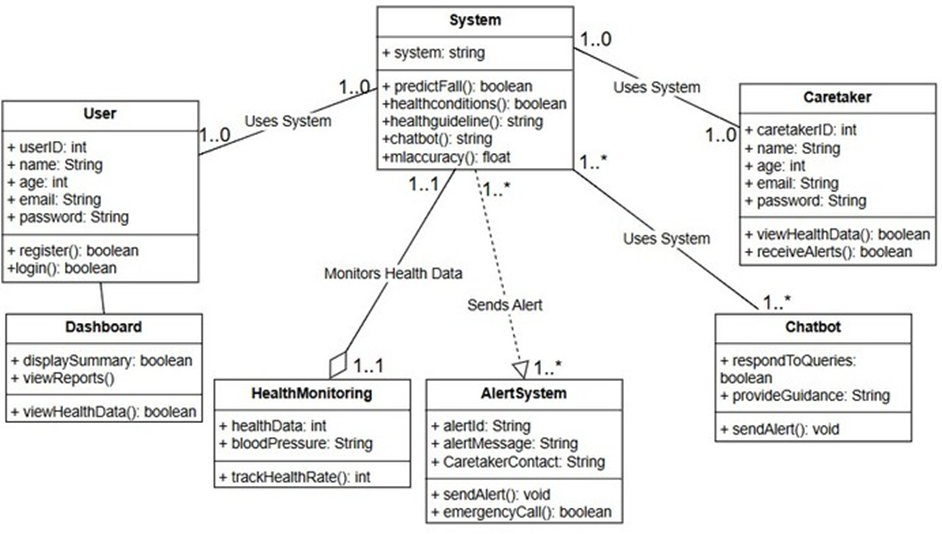 System
+ system: string
+ predictFall(): boolean
+healthconditions(): boolean
+healthguideline(): string
+chatbot(): string
+mlaccuracy(): float
1..0
Uses System
1..0
1..0
Uses System
1..0
User
+ userID: int
+ name: String
+ age: int
+ email: String
+ password: String
+ register(): boolean
+login(): boolean
Caretaker
+ caretakerID: int
+ name: String
+ age: int
+ email: String
+ password: String
+ viewHealthData(): boolean
+ receiveAlerts(): boolean
1..1
Monitors Health Data
1..1
1..*
Sends Alert
1..*
1..*
Uses System
1..*
Dashboard
+ displaySummary: boolean
+ viewReports()
+ viewHealthData(): boolean
HealthMonitoring
+ healthData: int
+ bloodPressure: String
+ trackHealthRate(): int
AlertSystem
+ alertId: String
+ alertMessage: String
+ CaretakerContact: String
+ sendAlert(): void
+ emergencyCall(): boolean
Chatbot
+ respondToQueries:
boolean
+ provideGuidance: String
+ sendAlert(): void